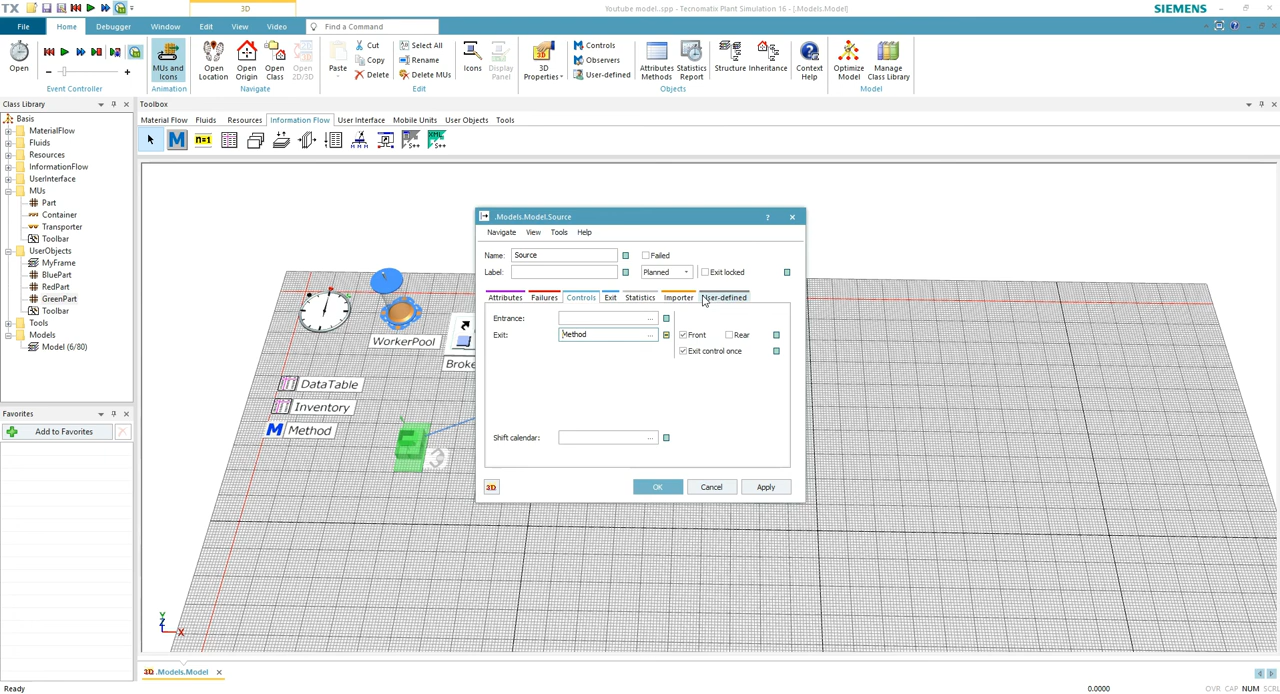 TX
3D
Youtube model..spp - Tecnomatix Plant Simulation 16 - [.Models.Model]
SIEMENS
File
Home
Debugger
Window
Edit
View
Video
Find a Command
Open
Event Controller
MUs and Icons
Animation
Open Location
Open Origin
Open Class
Open 2D/3D
Navigate
Paste
Cut
Copy
Delete
Select All
Rename
Delete MUs
Edit
Icons
Display Panel
3D Properties
Controls
Observers
User-defined
Attributes Methods
Statistics Report
Objects
Structure
Inheritance
Context Help
Optimize Model
Manage Class Library
Model
Class Library
Basis
MaterialFlow
Fluids
Resources
InformationFlow
UserInterface
MUs
Part
Container
Transporter
Toolbar
UserObjects
MyFrame
BluePart
RedPart
GreenPart
Toolbar
Tools
Models
Model (6/80)
Favorites
Add to Favorites
Toolbox
Material Flow
Fluids
Resources
Information Flow
User Interface
Mobile Units
User Objects
Tools
M
n=1
S++
XML
S++
WorkerPool
Broke
DataTable
Inventory
M Method
.Models.Model.Source
?
Navigate
View
Tools
Help
Name:
Source
Failed
Label:
Planned
Exit locked
Attributes
Failures
Controls
Exit
Statistics
Importer
User-defined
Entrance:
...
Exit:
Method
...
Front
Rear
Exit control once
Shift calendar:
...
3D
OK
Cancel
Apply
Y
Z
X
3D .Models.Model
Ready
0.0000
OVR CAP NUM SCRL